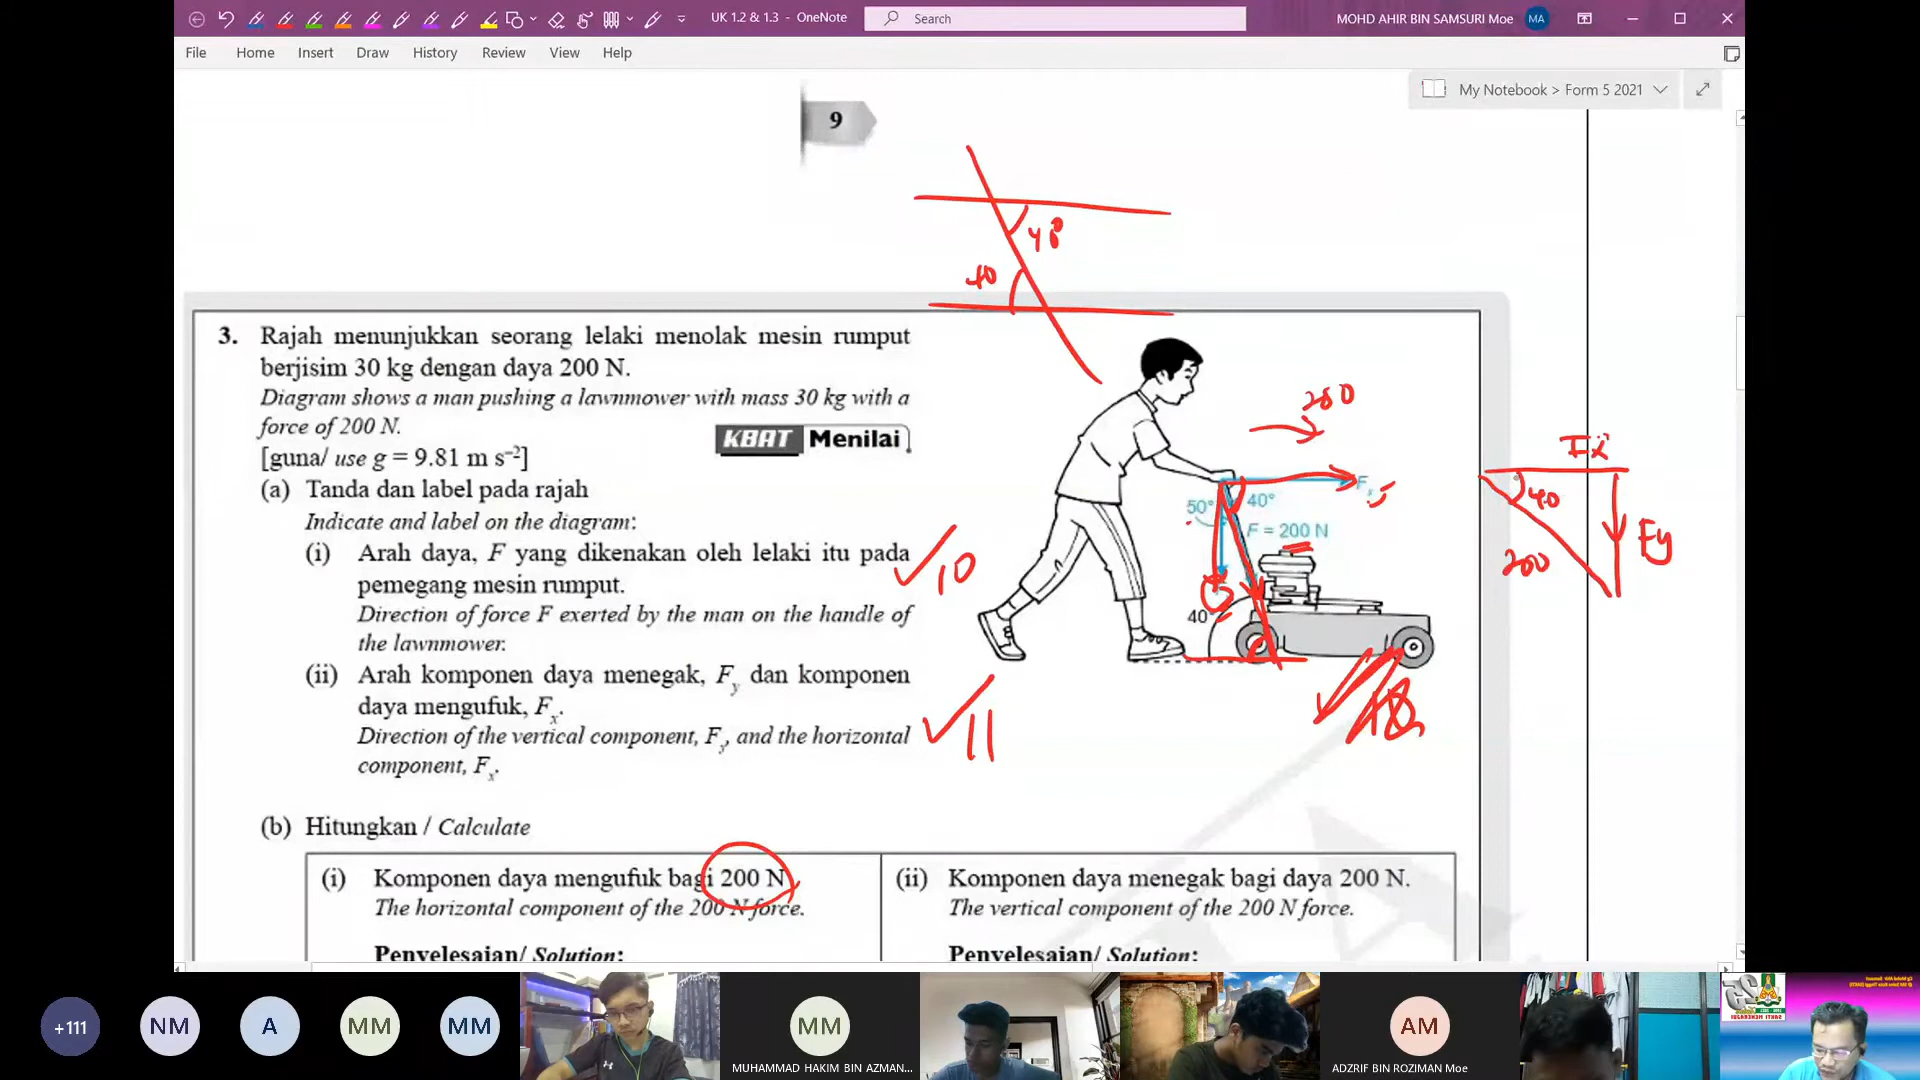 UK 1.2 & 1.3 - OneNote
Search
MOHD AHIR BIN SAMSURI Moe
MA
File Home Insert Draw History Review View Help
My Notebook > Form 5 2021
9
40
3. Rajah menunjukkan seorang lelaki menolak mesin rumput
berjisim 30 kg dengan daya 200 N.
Diagram shows a man pushing a lawnmower with mass 30 kg with a
force of 200 N.
KBAT Menilai
[guna/ use g = 9.81 m s⁻²]
(a) Tanda dan label pada rajah
Indicate and label on the diagram:
(i) Arah daya, F yang dikenakan oleh lelaki itu pada
pemegang mesin rumput.
Direction of force F exerted by the man on the handle of
the lawnmower.
(ii) Arah komponen daya menegak, Fy dan komponen
daya mengufuk, Fx.
Direction of the vertical component, Fy, and the horizontal
component, Fx.
10
11
50°
40°
F = 200 N
40
Fx
40
200
Fy
(b) Hitungkan / Calculate
(i) Komponen daya mengufuk bagi 200 N
The horizontal component of the 200 N force.
Penyelesaian/ Solution:
(ii) Komponen daya menegak bagi daya 200 N.
The vertical component of the 200 N force.
Penyelesaian/ Solution:
+111
NM
A
MM
MM
MM
MUHAMMAD HAKIM BIN AZMAN...
AM
ADZRIF BIN ROZIMAN Moe